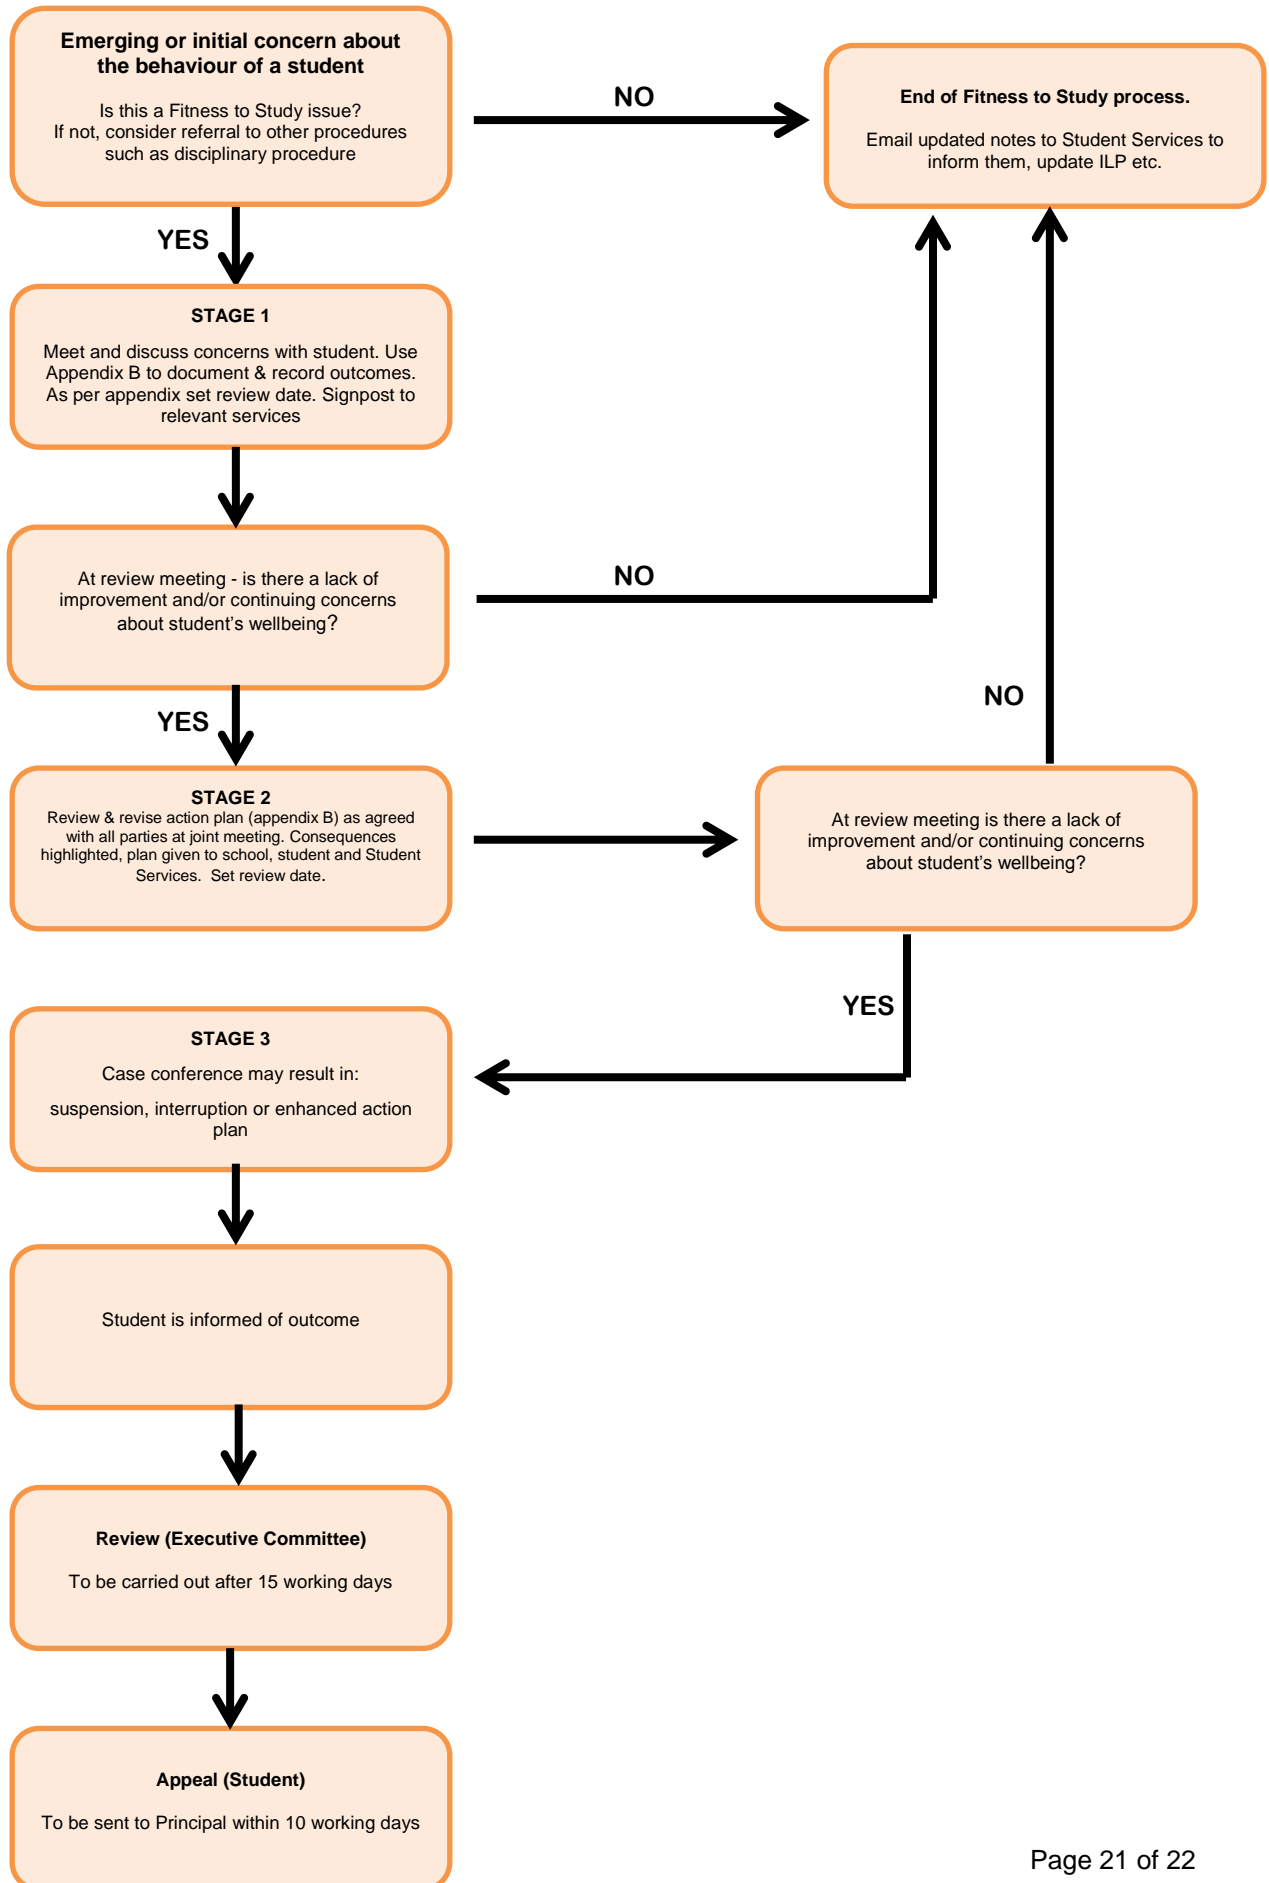 Emerging or initial concern about
the behaviour of a student
Is this a Fitness to Study issue?
If not, consider referral to other procedures
such as disciplinary procedure
NO
End of Fitness to Study process.
Email updated notes to Student Services to
inform them, update ILP etc.
YES
STAGE 1
Meet and discuss concerns with student. Use
Appendix B to document & record outcomes.
As per appendix set review date. Signpost to
relevant services
At review meeting - is there a lack of
improvement and/or continuing concerns
about student's wellbeing?
NO
YES
NO
STAGE 2
Review & revise action plan (appendix B) as agreed
with all parties at joint meeting. Consequences
highlighted, plan given to school, student and Student
Services. Set review date.
At review meeting is there a lack of
improvement and/or continuing concerns
about student's wellbeing?
YES
STAGE 3
Case conference may result in:
suspension, interruption or enhanced action
plan
Student is informed of outcome
Review (Executive Committee)
To be carried out after 15 working days
Appeal (Student)
To be sent to Principal within 10 working days
Page 21 of 22